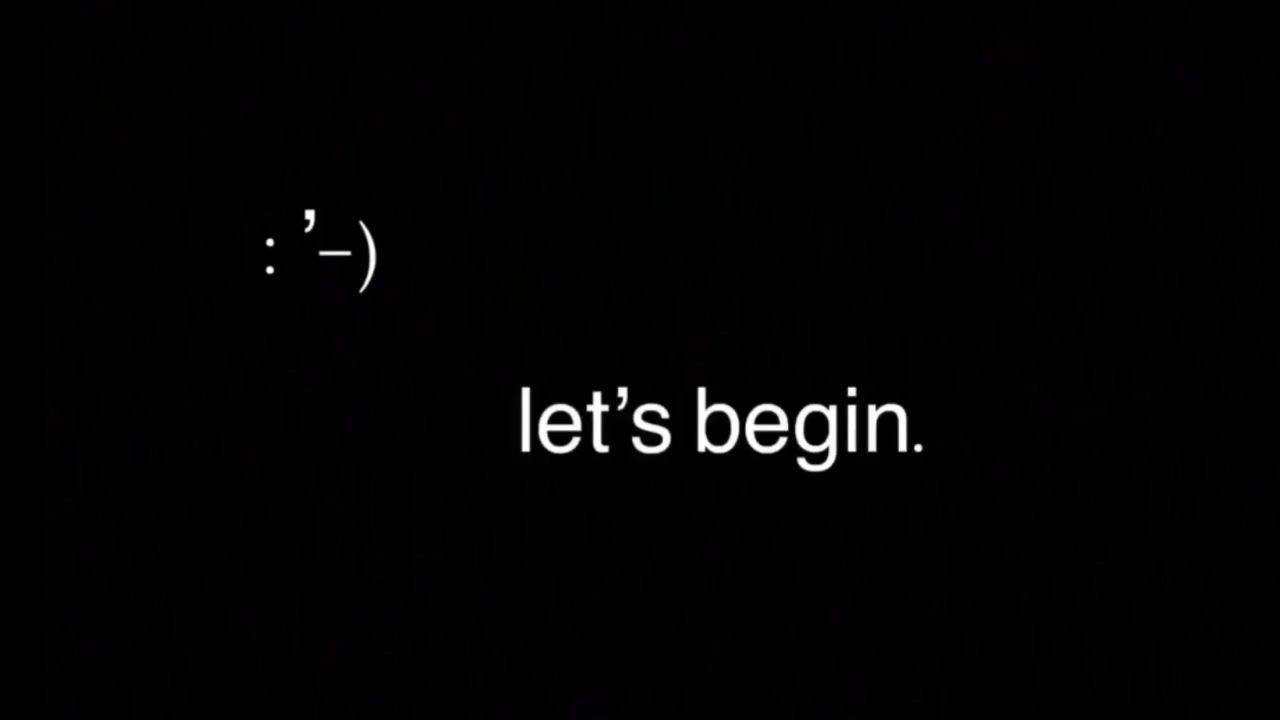 : ’–)
let’s begin.